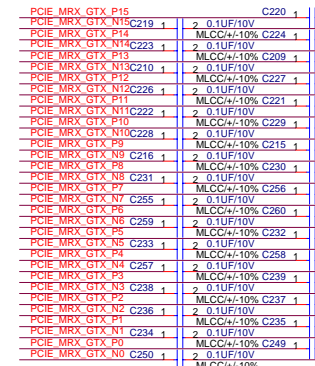 PCIE_MRX_GTX_P15 C220 1
PCIE_MRX_GTX_N15 C219 1 2 0.1UF/10V
PCIE_MRX_GTX_P14 MLCC/+/-10% C224 1
PCIE_MRX_GTX_N14 C223 1 2 0.1UF/10V
PCIE_MRX_GTX_P13 MLCC/+/-10% C209 1
PCIE_MRX_GTX_N13 C210 1 2 0.1UF/10V
PCIE_MRX_GTX_P12 MLCC/+/-10% C227 1
PCIE_MRX_GTX_N12 C226 1 2 0.1UF/10V
PCIE_MRX_GTX_P11 MLCC/+/-10% C221 1
PCIE_MRX_GTX_N11 C222 1 2 0.1UF/10V
PCIE_MRX_GTX_P10 MLCC/+/-10% C229 1
PCIE_MRX_GTX_N10 C228 1 2 0.1UF/10V
PCIE_MRX_GTX_P9 MLCC/+/-10% C215 1
PCIE_MRX_GTX_N9 C216 1 2 0.1UF/10V
PCIE_MRX_GTX_P8 MLCC/+/-10% C230 1
PCIE_MRX_GTX_N8 C231 1 2 0.1UF/10V
PCIE_MRX_GTX_P7 MLCC/+/-10% C256 1
PCIE_MRX_GTX_N7 C255 1 2 0.1UF/10V
PCIE_MRX_GTX_P6 MLCC/+/-10% C260 1
PCIE_MRX_GTX_N6 C259 1 2 0.1UF/10V
PCIE_MRX_GTX_P5 MLCC/+/-10% C232 1
PCIE_MRX_GTX_N5 C233 1 2 0.1UF/10V
PCIE_MRX_GTX_P4 MLCC/+/-10% C258 1
PCIE_MRX_GTX_N4 C257 1 2 0.1UF/10V
PCIE_MRX_GTX_P3 MLCC/+/-10% C239 1
PCIE_MRX_GTX_N3 C238 1 2 0.1UF/10V
PCIE_MRX_GTX_P2 MLCC/+/-10% C237 1
PCIE_MRX_GTX_N2 C236 1 2 0.1UF/10V
PCIE_MRX_GTX_P1 MLCC/+/-10% C235 1
PCIE_MRX_GTX_N1 C234 1 2 0.1UF/10V
PCIE_MRX_GTX_P0 MLCC/+/-10% C249 1
PCIE_MRX_GTX_N0 C250 1 2 0.1UF/10V
MLCC/+/-10%